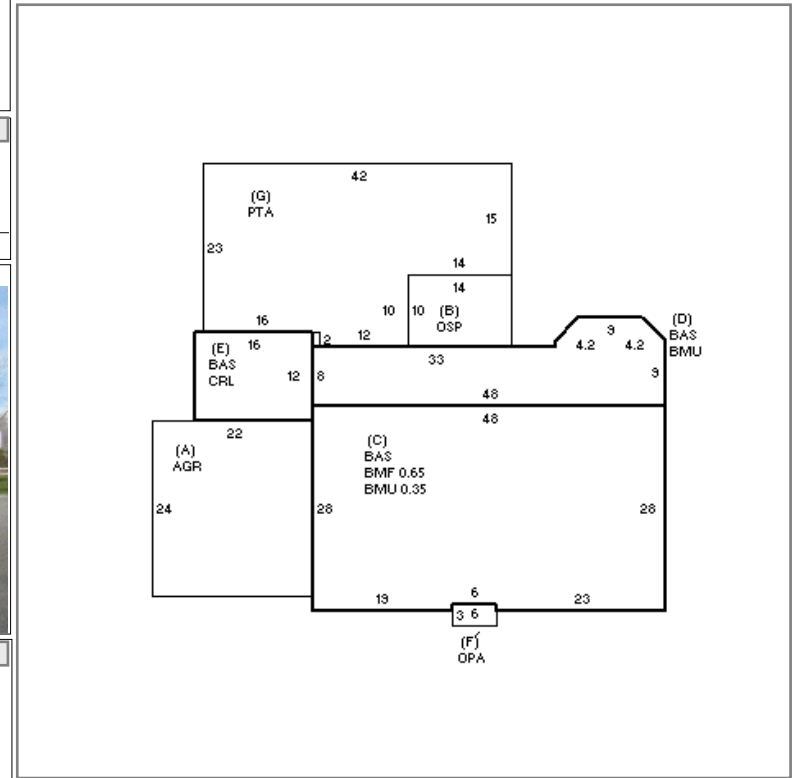 42
(G)
PTA
15
23
14
14
10
10
(B)
OSP
16
12
2
(D)
BAS
BMU
9
4.2
4.2
(E)
BAS
CRL
16
12
8
33
9
48
48
22
(A)
AGR
24
(C)
BAS
BMF 0.65
BMU 0.35
28
28
19
6
23
3
6
(F)
OPA